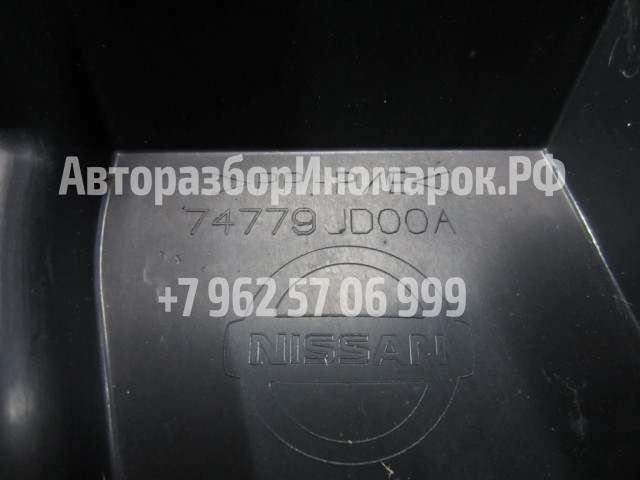 АвторазборИномарок.РФ
74779 JD00A
+7 962 57 06 999
NISSAN